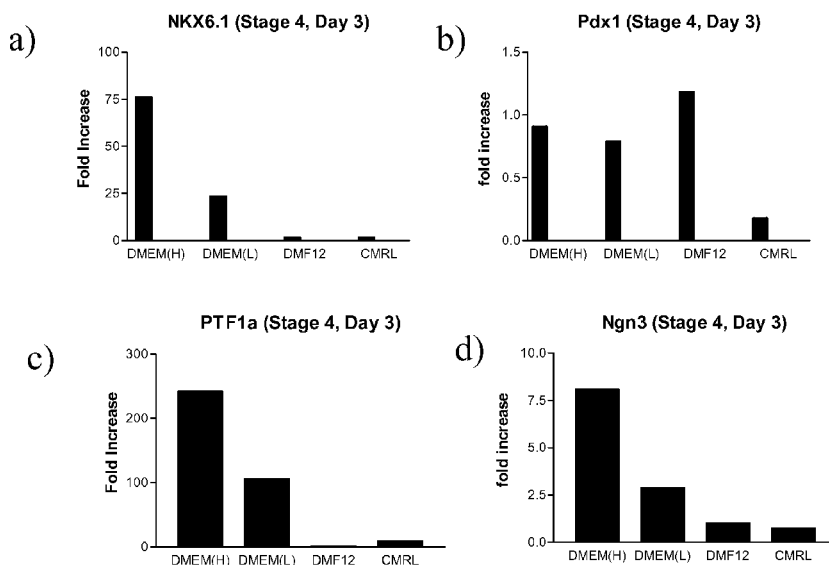 a)
NKX6.1 (Stage 4, Day 3)
Fold Increase
100
75
50
25
0
DMEM(H) DMEM(L) DMF12 CMRL
b)
Pdx1 (Stage 4, Day 3)
fold increase
1.5
1.0
0.5
0.0
DMEM(H) DMEM(L) DMF12 CMRL
c)
PTF1a (Stage 4, Day 3)
Fold Increase
300
200
100
0
DMEM(H) DMEM(L) DMF12 CMRL
d)
Ngn3 (Stage 4, Day 3)
fold increase
10.0
7.5
5.0
2.5
0.0
DMEM(H) DMEM(L) DMF12 CMRL